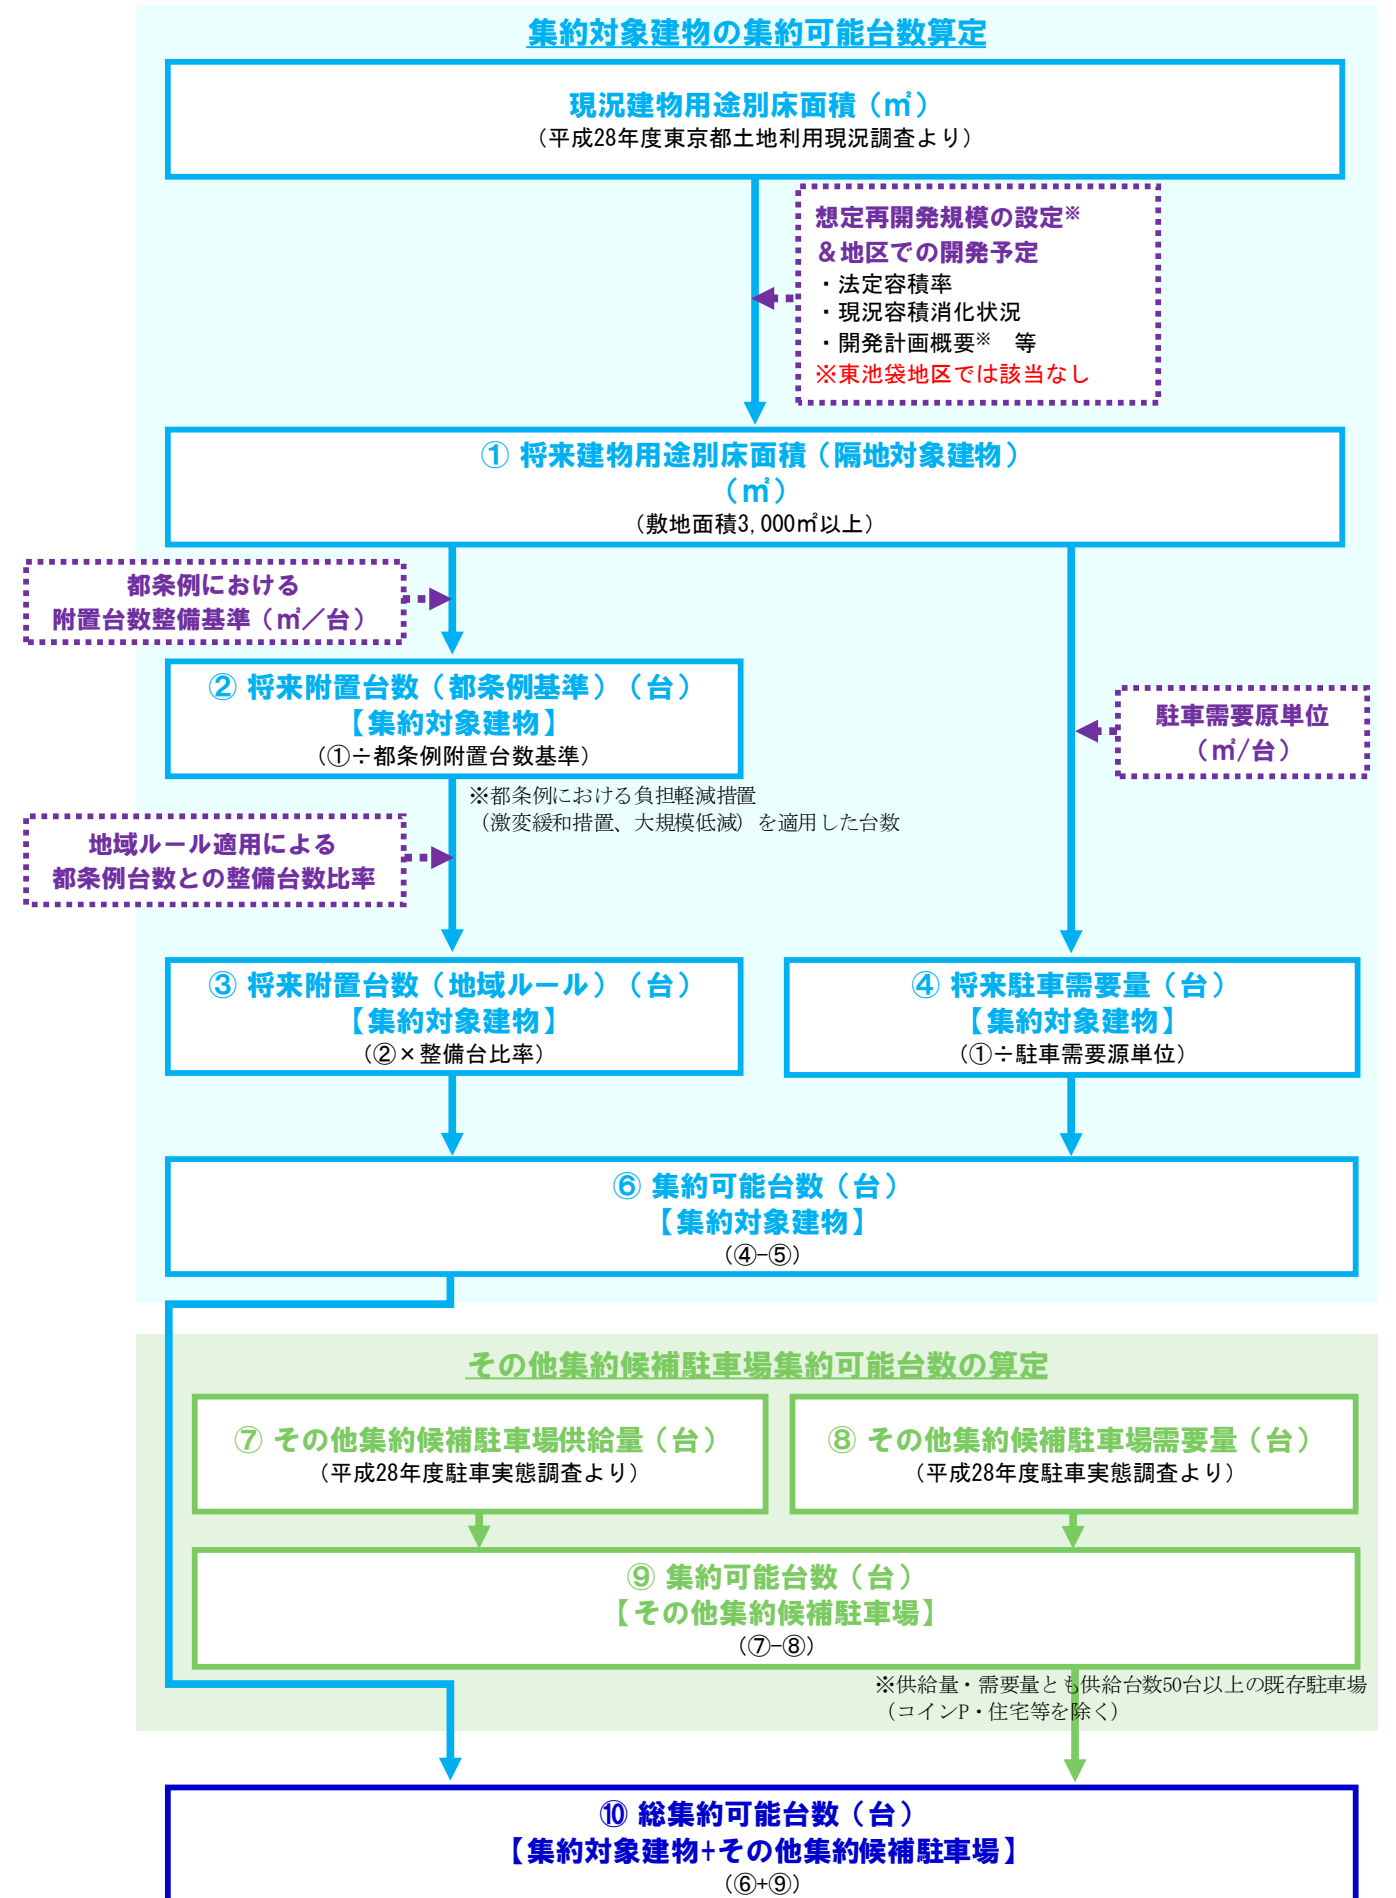 集約対象建物の集約可能台数算定
現況建物用途別床面積（㎡）
（平成28年度東京都土地利用現況調査より）
想定再開発規模の設定※
＆地区での開発予定
・法定容積率
・現況容積消化状況
・開発計画概要※　等
※東池袋地区では該当なし
① 将来建物用途別床面積（隔地対象建物）
（㎡）
（敷地面積3,000㎡以上）
都条例における
附置台数整備基準（㎡／台）
② 将来附置台数（都条例基準）（台）
【集約対象建物】
（①÷都条例附置台数基準）
駐車需要原単位
（㎡/台）
※都条例における負担軽減措置
（激変緩和措置、大規模低減）を適用した台数
地域ルール適用による
都条例台数との整備台数比率
③ 将来附置台数（地域ルール）（台）
【集約対象建物】
（②×整備台比率）
④ 将来駐車需要量（台）
【集約対象建物】
（①÷駐車需要源単位）
⑥ 集約可能台数（台）
【集約対象建物】
（④−⑤）
その他集約候補駐車場集約可能台数の算定
⑦ その他集約候補駐車場供給量（台）
（平成28年度駐車実態調査より）
⑧ その他集約候補駐車場需要量（台）
（平成28年度駐車実態調査より）
⑨ 集約可能台数（台）
【その他集約候補駐車場】
（⑦−⑧）
※供給量・需要量とも供給台数50台以上の既存駐車場
（コインP・住宅等を除く）
⑩ 総集約可能台数（台）
【集約対象建物+その他集約候補駐車場】
（⑥+⑨）